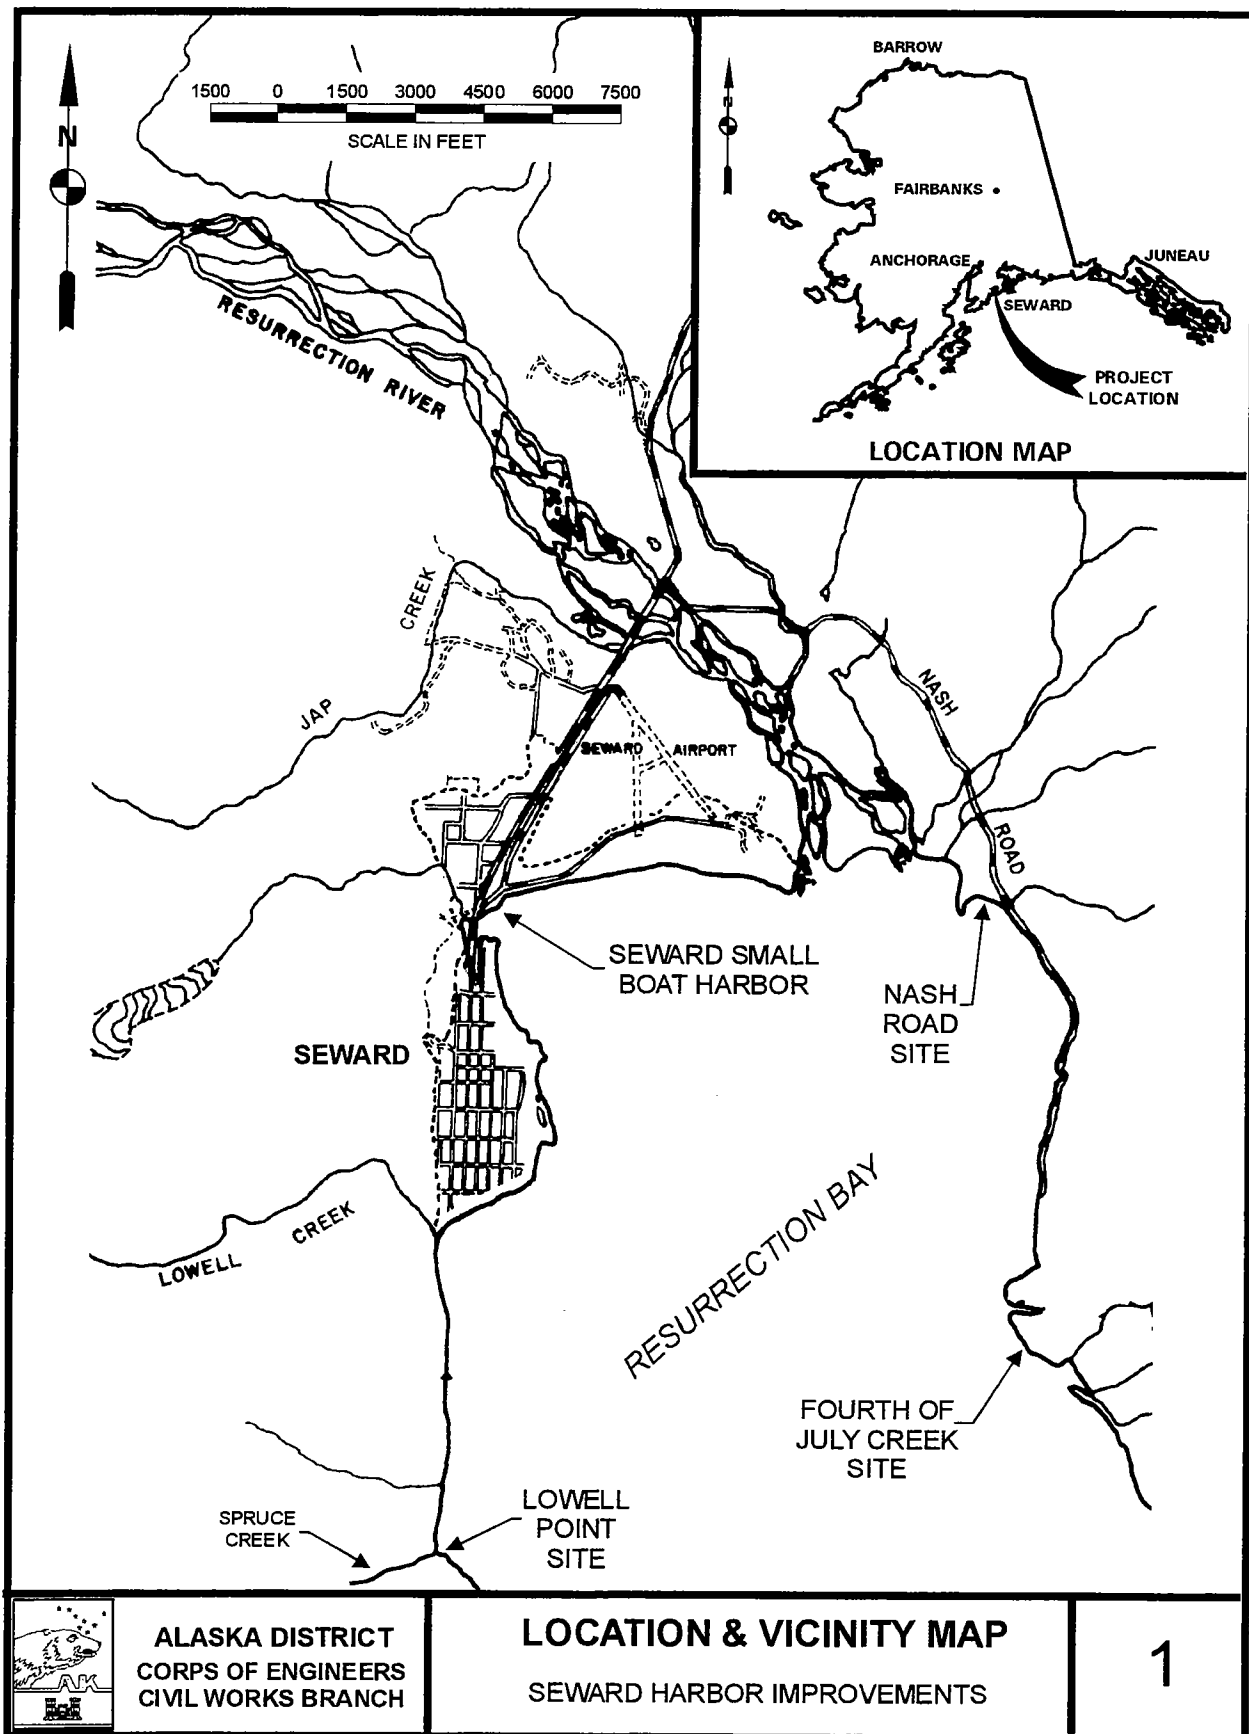 1500 0 1500 3000 4500 6000 7500
SCALE IN FEET
N
N
BARROW
FAIRBANKS
ANCHORAGE
JUNEAU
SEWARD
PROJECT
LOCATION
LOCATION MAP
RESURRECTION RIVER
JAP CREEK
SEWARD AIRPORT
NASH ROAD
SEWARD SMALL
BOAT HARBOR
NASH
ROAD
SITE
SEWARD
LOWELL CREEK
RESURRECTION BAY
FOURTH OF
JULY CREEK
SITE
SPRUCE
CREEK
LOWELL
POINT
SITE
AK
ALASKA DISTRICT
CORPS OF ENGINEERS
CIVIL WORKS BRANCH
LOCATION & VICINITY MAP
SEWARD HARBOR IMPROVEMENTS
1